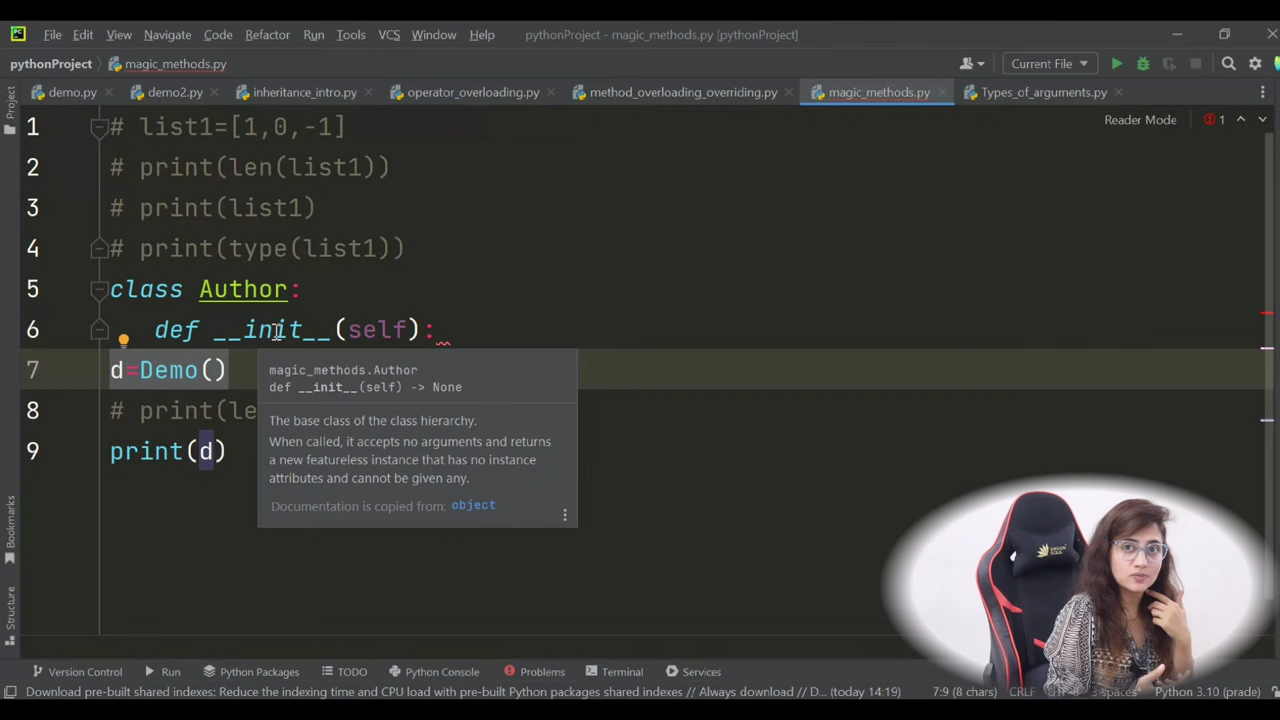 PC
File Edit View Navigate Code Refactor Run Tools VCS Window Help pythonProject - magic_methods.py [pythonProject]
pythonProject magic_methods.py Current File
demo.py demo2.py inheritance_intro.py operator_overloading.py method_overloading_overriding.py magic_methods.py Types_of_arguments.py
Reader Mode 1
1 # list1=[1,0,-1]
2 # print(len(list1))
3 # print(list1)
4 # print(type(list1))
5 class Author:
6 def __init__(self):
7 d=Demo()
8 # print(le
9 print(d)
magic_methods.Author
def __init__(self) -> None
The base class of the class hierarchy.
When called, it accepts no arguments and returns
a new featureless instance that has no instance
attributes and cannot be given any.
Documentation is copied from: object
Project
Bookmarks
Structure
Version Control Run Python Packages TODO Python Console Problems Terminal Services
Download pre-built shared indexes: Reduce the indexing time and CPU load with pre-built Python packages shared indexes // Always download // D... (today 14:19) 7:9 (8 chars) CRLF UTF-8 3 spaces Python 3.10 (prade)